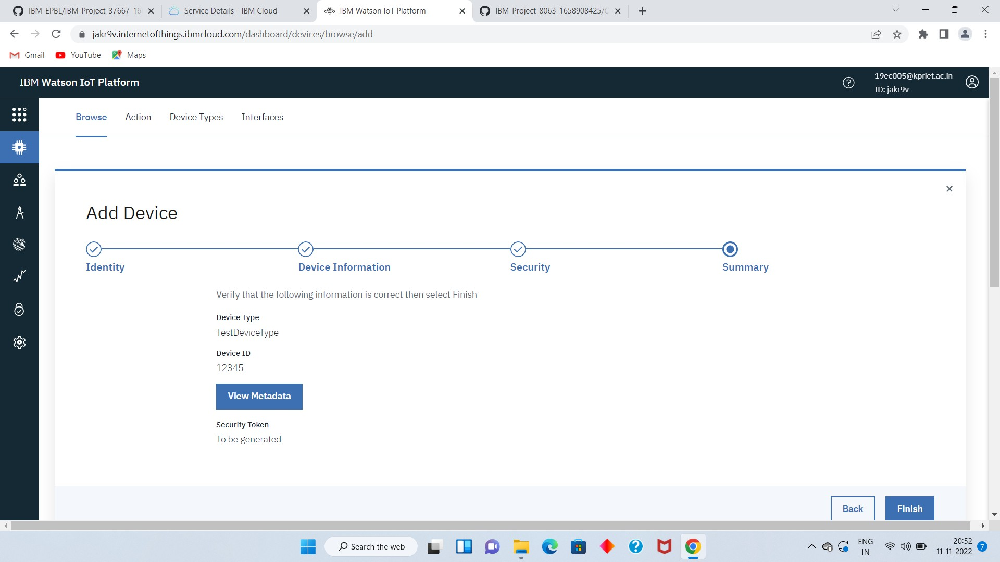 IBM-EPBL/IBM-Project-37667-16
Service Details - IBM Cloud
IBM Watson IoT Platform
IBM-Project-8063-1658908425/C
jakr9v.internetofthings.ibmcloud.com/dashboard/devices/browse/add
Gmail
YouTube
Maps
IBM Watson IoT Platform
19ec005@kpriet.ac.in
ID: jakr9v
Browse
Action
Device Types
Interfaces
Add Device
Identity
Device Information
Security
Summary
Verify that the following information is correct then select Finish
Device Type
TestDeviceType
Device ID
12345
View Metadata
Security Token
To be generated
Back
Finish
Search the web
ENG
IN
20:52
11-11-2022
7